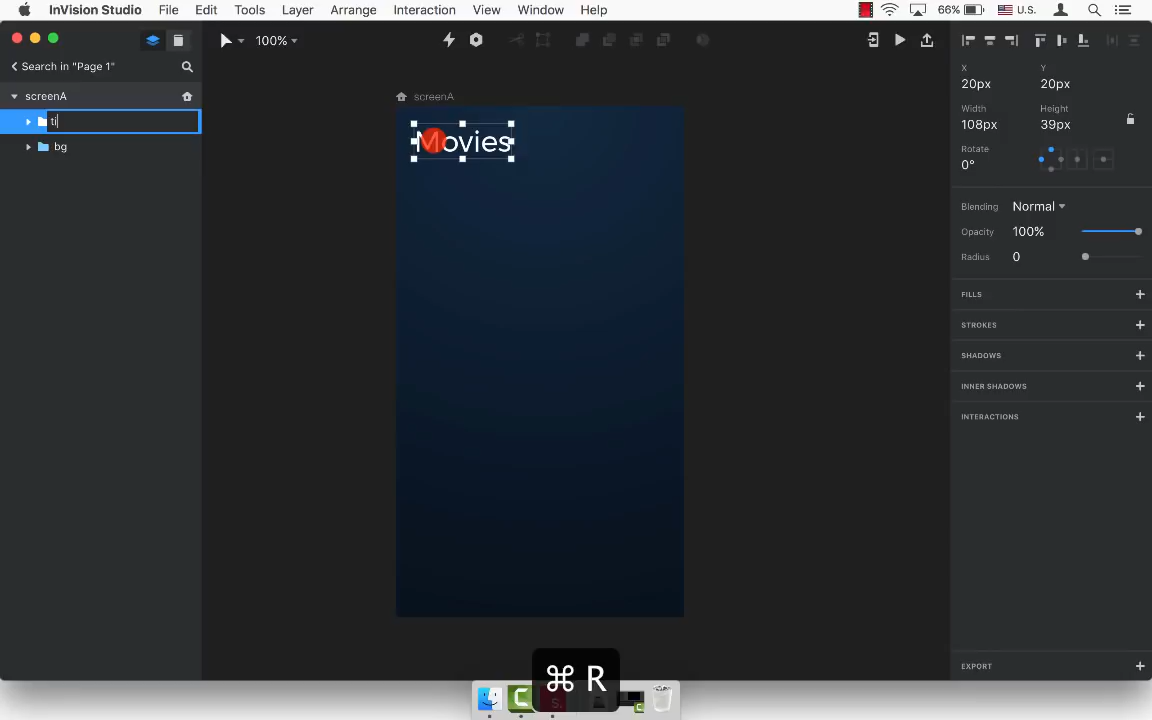 InVision Studio File Edit Tools Layer Arrange Interaction View Window Help 66% U.S.
100%
Search in "Page 1"
screenA
ti
bg
screenA
Movies
X Y
20px 20px
Width Height
108px 39px
Rotate
0°
Blending Normal
Opacity 100%
Radius 0
FILLS
STROKES
SHADOWS
INNER SHADOWS
INTERACTIONS
EXPORT
⌘ R